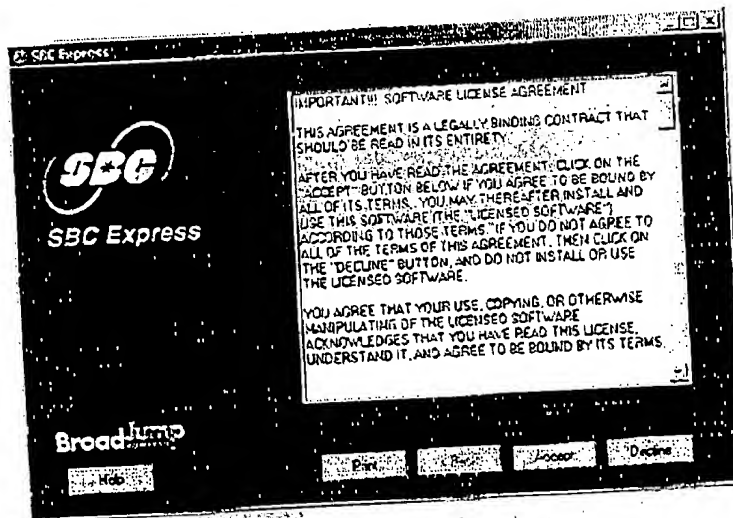 SBC Express
IMPORTANT!!! SOFTWARE LICENSE AGREEMENT
THIS AGREEMENT IS A LEGALLY BINDING CONTRACT THAT
SHOULD BE READ IN ITS ENTIRETY.
AFTER YOU HAVE READ THE AGREEMENT, CLICK ON THE
"ACCEPT" BUTTON BELOW IF YOU AGREE TO BE BOUND BY
ALL OF ITS TERMS. YOU MAY THEREAFTER INSTALL AND
USE THIS SOFTWARE (THE "LICENSED SOFTWARE")
ACCORDING TO THOSE TERMS. IF YOU DO NOT AGREE TO
ALL OF THE TERMS OF THIS AGREEMENT, THEN CLICK ON
THE "DECLINE" BUTTON, AND DO NOT INSTALL OR USE
THE LICENSED SOFTWARE.
YOU AGREE THAT YOUR USE, COPYING, OR OTHERWISE
MANIPULATING OF THE LICENSED SOFTWARE
ACKNOWLEDGES THAT YOU HAVE READ THIS LICENSE,
UNDERSTAND IT, AND AGREE TO BE BOUND BY ITS TERMS.
SBC
SBC Express
BroadJump
Help
Print
Accept
Decline